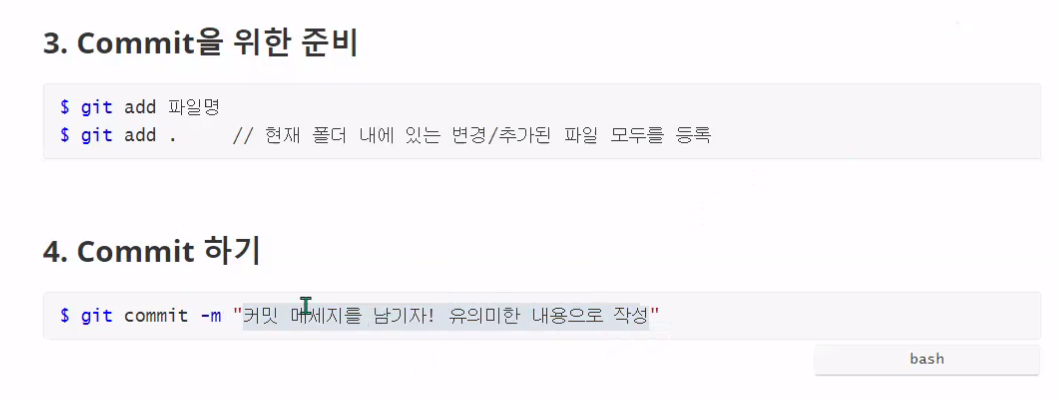 3. Commit을 위한 준비
$ git add 파일명
$ git add .     // 현재 폴더 내에 있는 변경/추가된 파일 모두를 등록
4. Commit 하기
$ git commit -m "커밋 메세지를 남기자! 유의미한 내용으로 작성"
bash